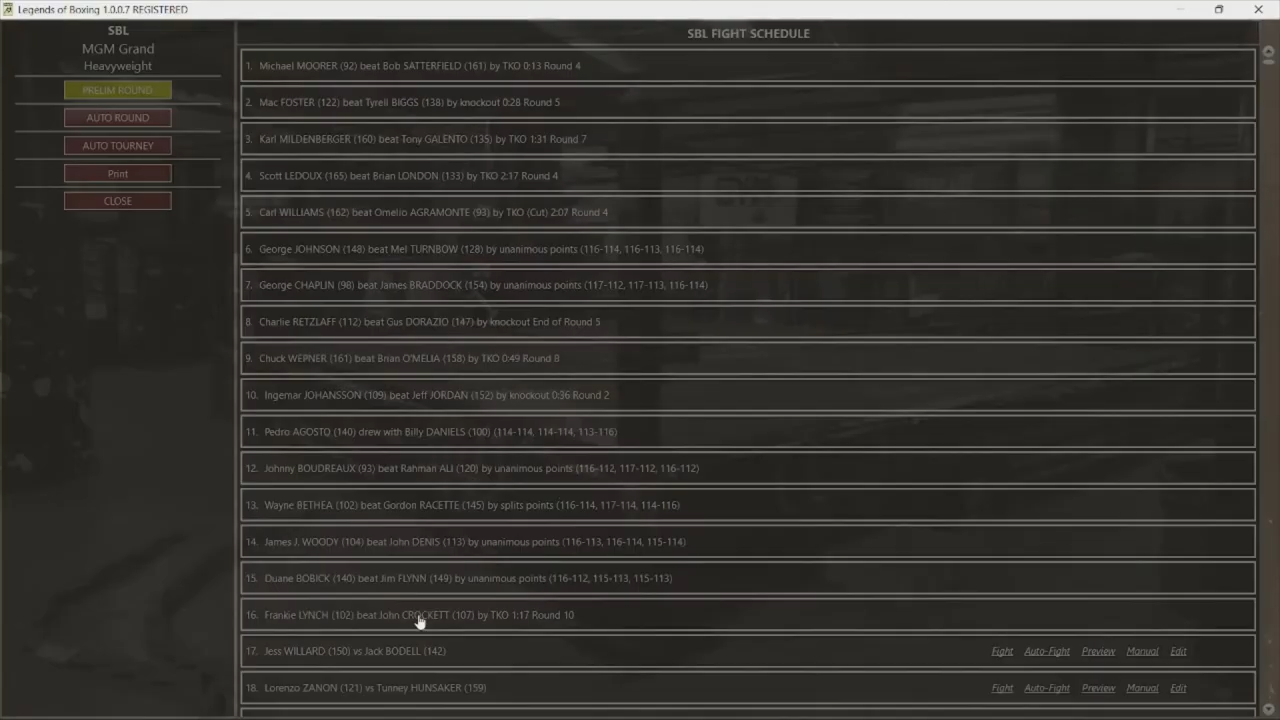 Legends of Boxing 1.0.0.7 REGISTERED
SBL
MGM Grand
Heavyweight
PRELIM ROUND
AUTO ROUND
AUTO TOURNEY
Print
CLOSE
SBL FIGHT SCHEDULE
1. Michael MOORER (92) beat Bob SATTERFIELD (161) by TKO 0:13 Round 4
2. Mac FOSTER (122) beat Tyrell BIGGS (138) by knockout 0:28 Round 5
3. Karl MILDENBERGER (160) beat Tony GALENTO (135) by TKO 1:31 Round 7
4. Scott LEDOUX (165) beat Brian LONDON (133) by TKO 2:17 Round 4
5. Carl WILLIAMS (162) beat Omelio AGRAMONTE (93) by TKO (Cut) 2:07 Round 4
6. George JOHNSON (148) beat Mel TURNBOW (128) by unanimous points (116-114, 116-113, 116-114)
7. George CHAPLIN (98) beat James BRADDOCK (154) by unanimous points (117-112, 117-113, 116-114)
8. Charlie RETZLAFF (112) beat Gus DORAZIO (147) by knockout End of Round 5
9. Chuck WEPNER (161) beat Brian O'MELIA (158) by TKO 0:49 Round 8
10. Ingemar JOHANSSON (109) beat Jeff JORDAN (152) by knockout 0:36 Round 2
11. Pedro AGOSTO (140) drew with Billy DANIELS (100) (114-114, 114-114, 113-116)
12. Johnny BOUDREAUX (93) beat Rahman ALI (120) by unanimous points (116-112, 117-112, 116-112)
13. Wayne BETHEA (102) beat Gordon RACETTE (145) by splits points (116-114, 117-114, 114-116)
14. James J. WOODY (104) beat John DENIS (113) by unanimous points (116-113, 116-114, 115-114)
15. Duane BOBICK (140) beat Jim FLYNN (149) by unanimous points (116-112, 115-113, 115-113)
16. Frankie LYNCH (102) beat John CROCKETT (107) by TKO 1:17 Round 10
17. Jess WILLARD (150) vs Jack BODELL (142) Fight Auto-Fight Preview Manual Edit
18. Lorenzo ZANON (121) vs Tunney HUNSAKER (159) Fight Auto-Fight Preview Manual Edit